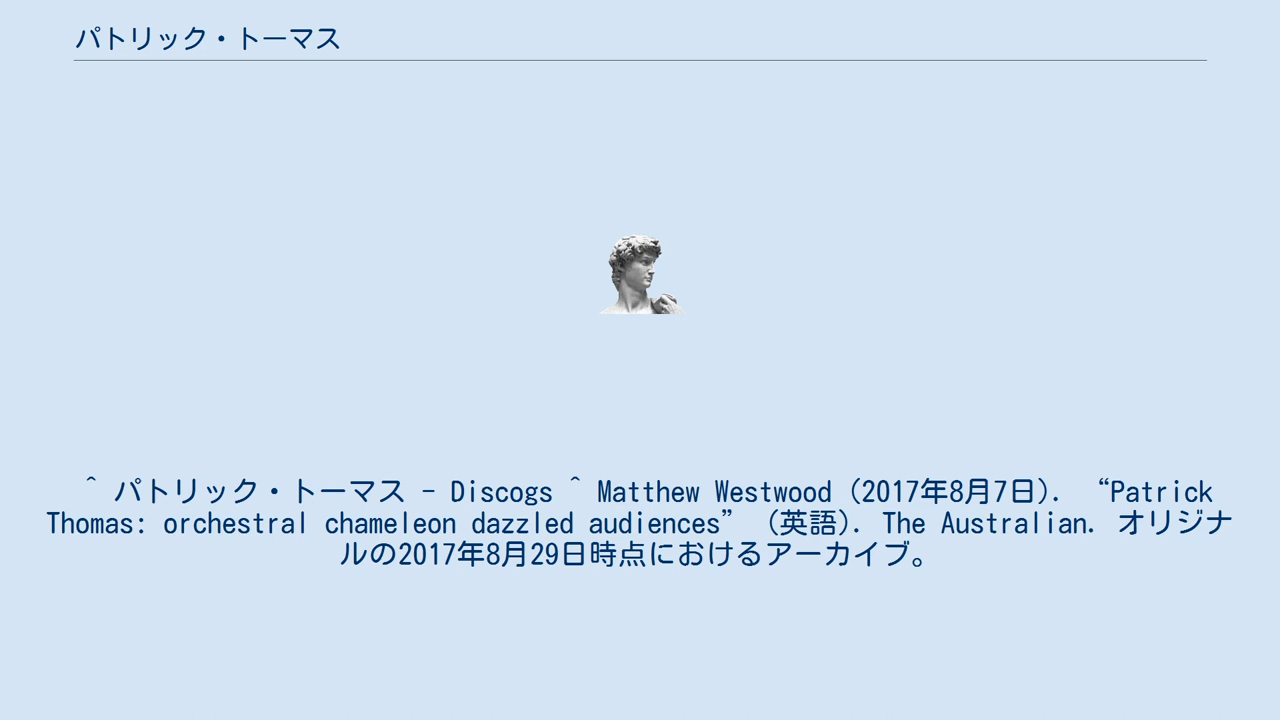 パトリック・トーマス
^ パトリック・トーマス - Discogs ^ Matthew Westwood (2017年8月7日). “Patrick
Thomas: orchestral chameleon dazzled audiences” (英語). The Australian. オリジナ
ルの2017年8月29日時点におけるアーカイブ。